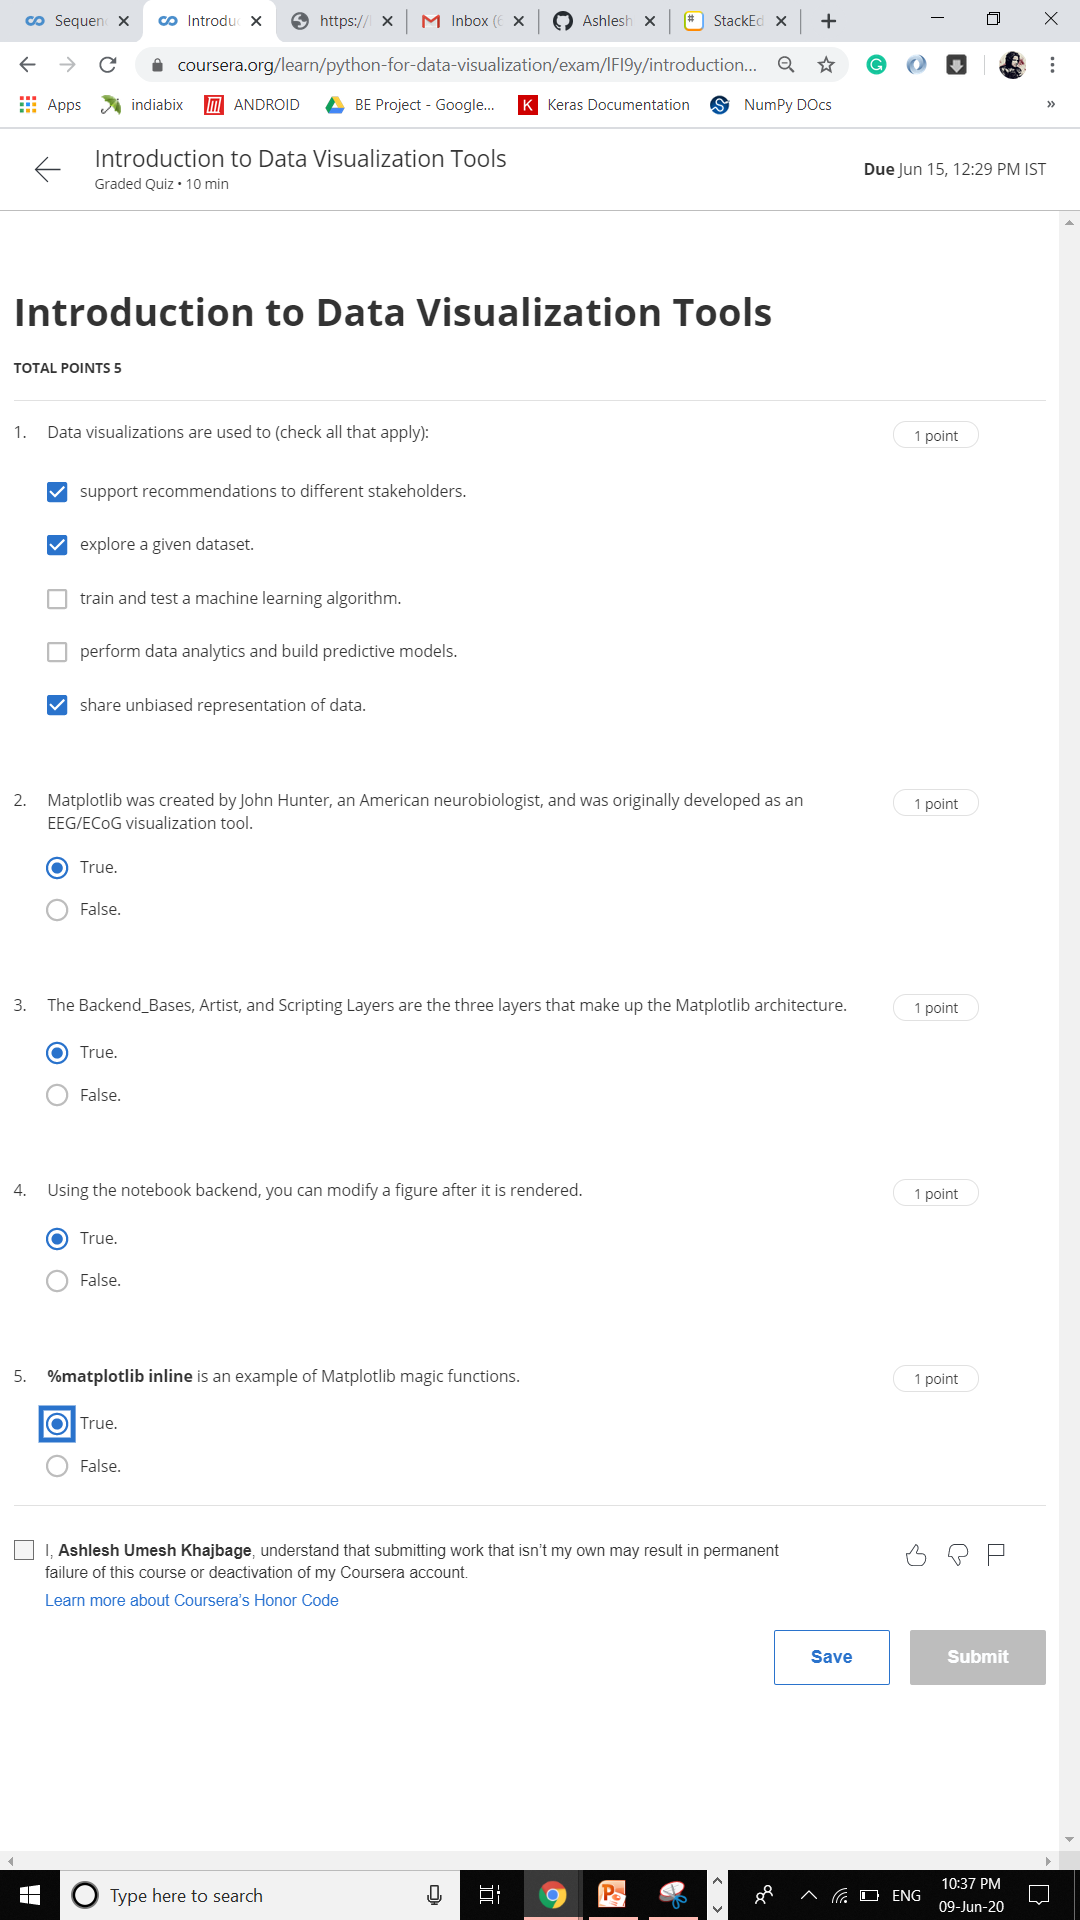 Sequen
Introdu
https://
Inbox (6
Ashlesh
StackEd
coursera.org/learn/python-for-data-visualization/exam/lFI9y/introduction...
Apps
indiabix
ANDROID
BE Project - Google...
K
Keras Documentation
NumPy DOcs
»
Introduction to Data Visualization Tools
Graded Quiz • 10 min
Due Jun 15, 12:29 PM IST
Introduction to Data Visualization Tools
TOTAL POINTS 5
1. Data visualizations are used to (check all that apply):
1 point
support recommendations to different stakeholders.
explore a given dataset.
train and test a machine learning algorithm.
perform data analytics and build predictive models.
share unbiased representation of data.
2. Matplotlib was created by John Hunter, an American neurobiologist, and was originally developed as an
EEG/ECoG visualization tool.
1 point
True.
False.
3. The Backend_Bases, Artist, and Scripting Layers are the three layers that make up the Matplotlib architecture.
1 point
True.
False.
4. Using the notebook backend, you can modify a figure after it is rendered.
1 point
True.
False.
5. %matplotlib inline is an example of Matplotlib magic functions.
1 point
True.
False.
I, Ashlesh Umesh Khajbage, understand that submitting work that isn't my own may result in permanent
failure of this course or deactivation of my Coursera account.
Learn more about Coursera's Honor Code
Save
Submit
Type here to search
ENG
10:37 PM
09-Jun-20